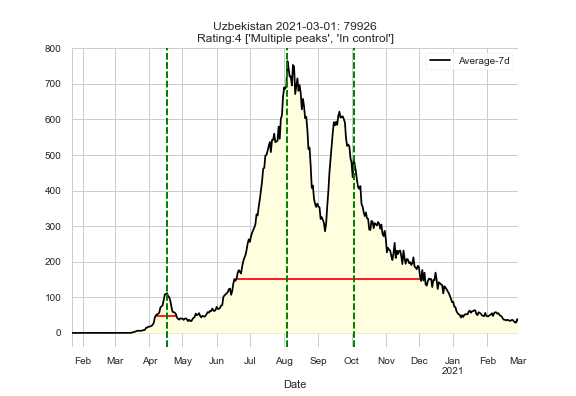 Uzbekistan 2021-03-01: 79926
Rating:4 ['Multiple peaks', 'In control']
Average-7d
800
700
600
500
400
300
200
100
0
Feb Mar Apr May Jun Jul Aug Sep Oct Nov Dec Jan Feb Mar
2021
Date